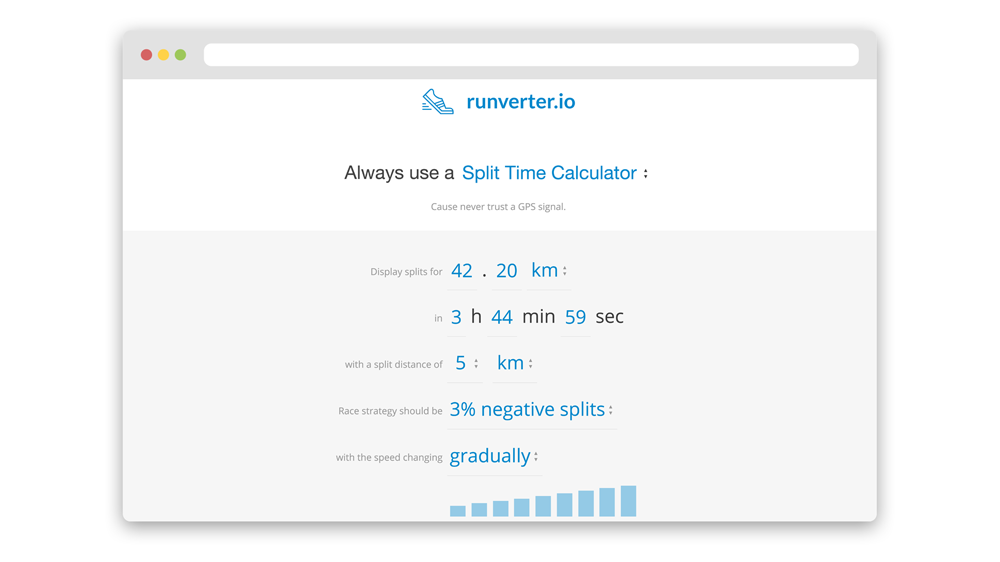 runverter.io
Always use a Split Time Calculator
Cause never trust a GPS signal.
Display splits for 42 . 20 km
in 3 h 44 min 59 sec
with a split distance of 5 km
Race strategy should be 3% negative splits
with the speed changing gradually